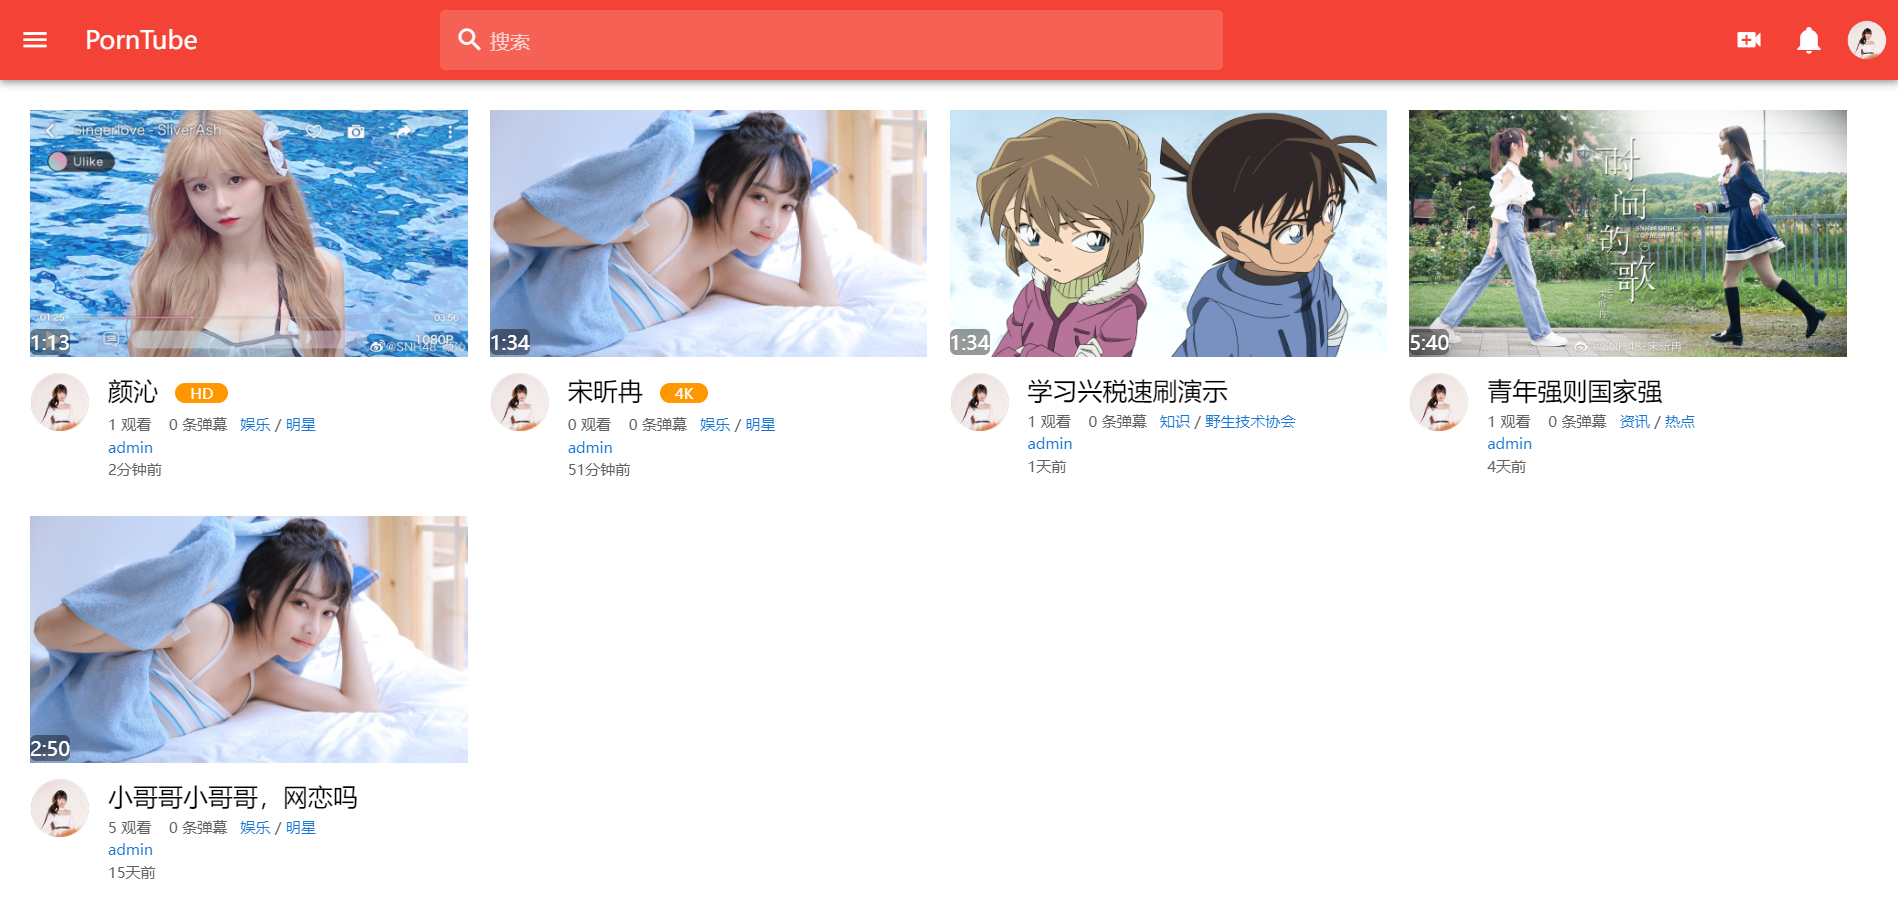 PornTube
搜索
Singerlove - SliverAsh
Ulike
01:25
03:56
1080P
1:13
1:34
1:34
时间的歌
5:40
颜沁 HD
1 观看 0 条弹幕 娱乐 / 明星
admin
2分钟前
宋昕冉 4K
0 观看 0 条弹幕 娱乐 / 明星
admin
51分钟前
学习兴税速刷演示
1 观看 0 条弹幕 知识 / 野生技术协会
admin
1天前
青年强则国家强
1 观看 0 条弹幕 资讯 / 热点
admin
4天前
2:50
小哥哥小哥哥，网恋吗
5 观看 0 条弹幕 娱乐 / 明星
admin
15天前